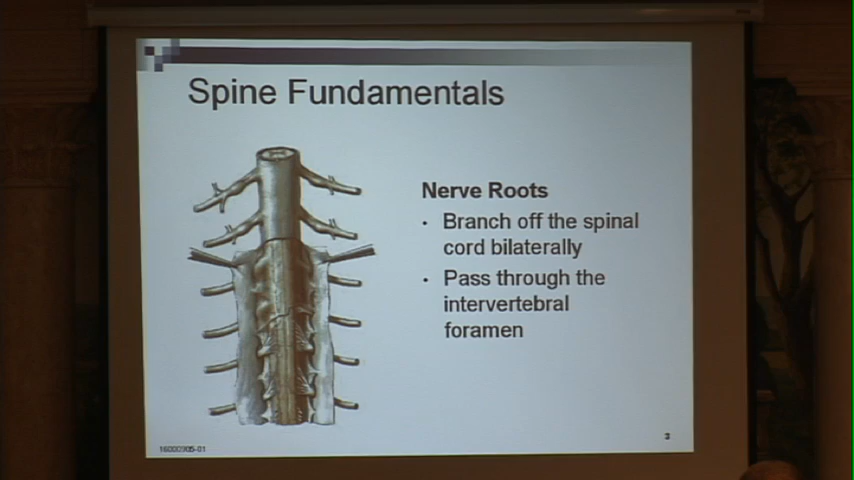 Spine Fundamentals
Nerve Roots
• Branch off the spinal
cord bilaterally
• Pass through the
intervertebral
foramen
3